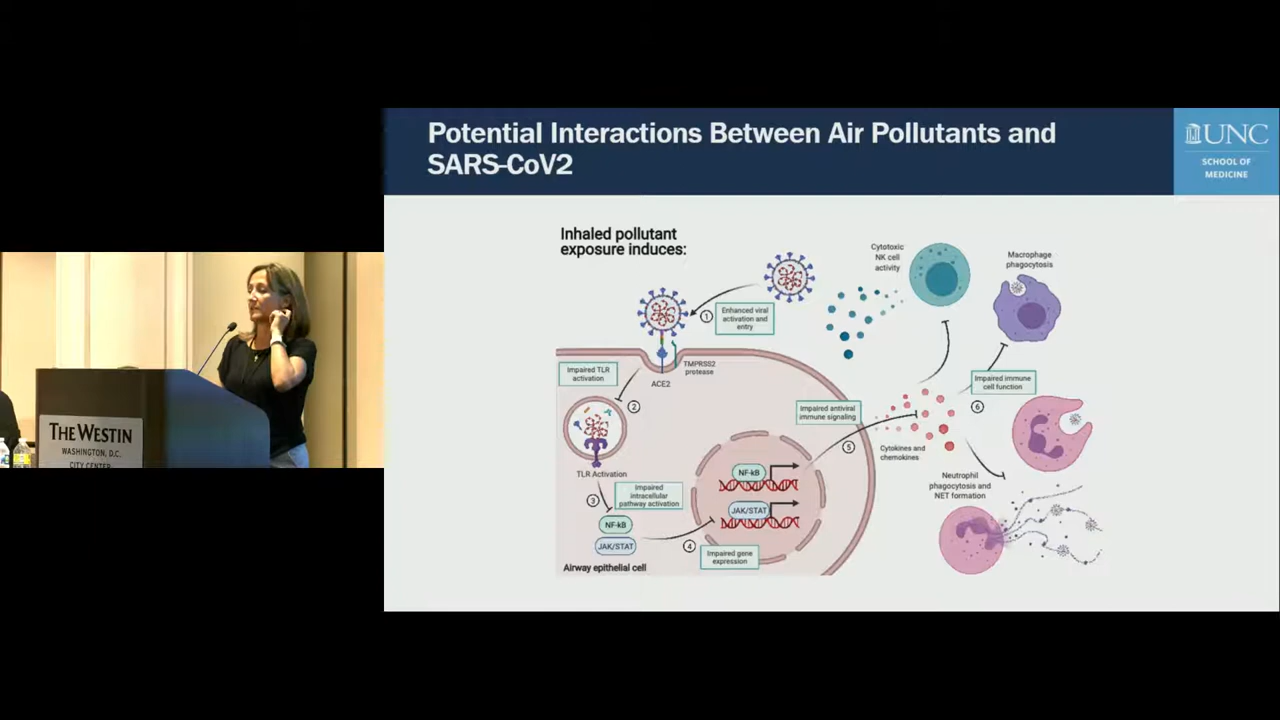 Potential Interactions Between Air Pollutants and
SARS-CoV2
UNC
SCHOOL OF
MEDICINE
Inhaled pollutant
exposure induces:
Cytotoxic
NK cell
activity
Macrophage
phagocytosis
1
Enhanced viral
activation and
entry
TMPRSS2
protease
ACE2
Impaired TLR
activation
2
TLR Activation
3
Impaired
intracellular
pathway activation
NF-kB
JAK/STAT
4
Impaired gene
expression
NF-kB
JAK/STAT
Airway epithelial cell
Impaired antiviral
immune signaling
5
Cytokines and
chemokines
Impaired immune
cell function
6
Neutrophil
phagocytosis and
NET formation
THE WESTIN
WASHINGTON, D.C.
CITY CENTER